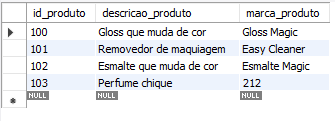 id_produto descricao_produto marca_produto
100 Gloss que muda de cor Gloss Magic
101 Removedor de maquiagem Easy Cleaner
102 Esmalte que muda de cor Esmalte Magic
103 Perfume chique 212
NULL NULL NULL